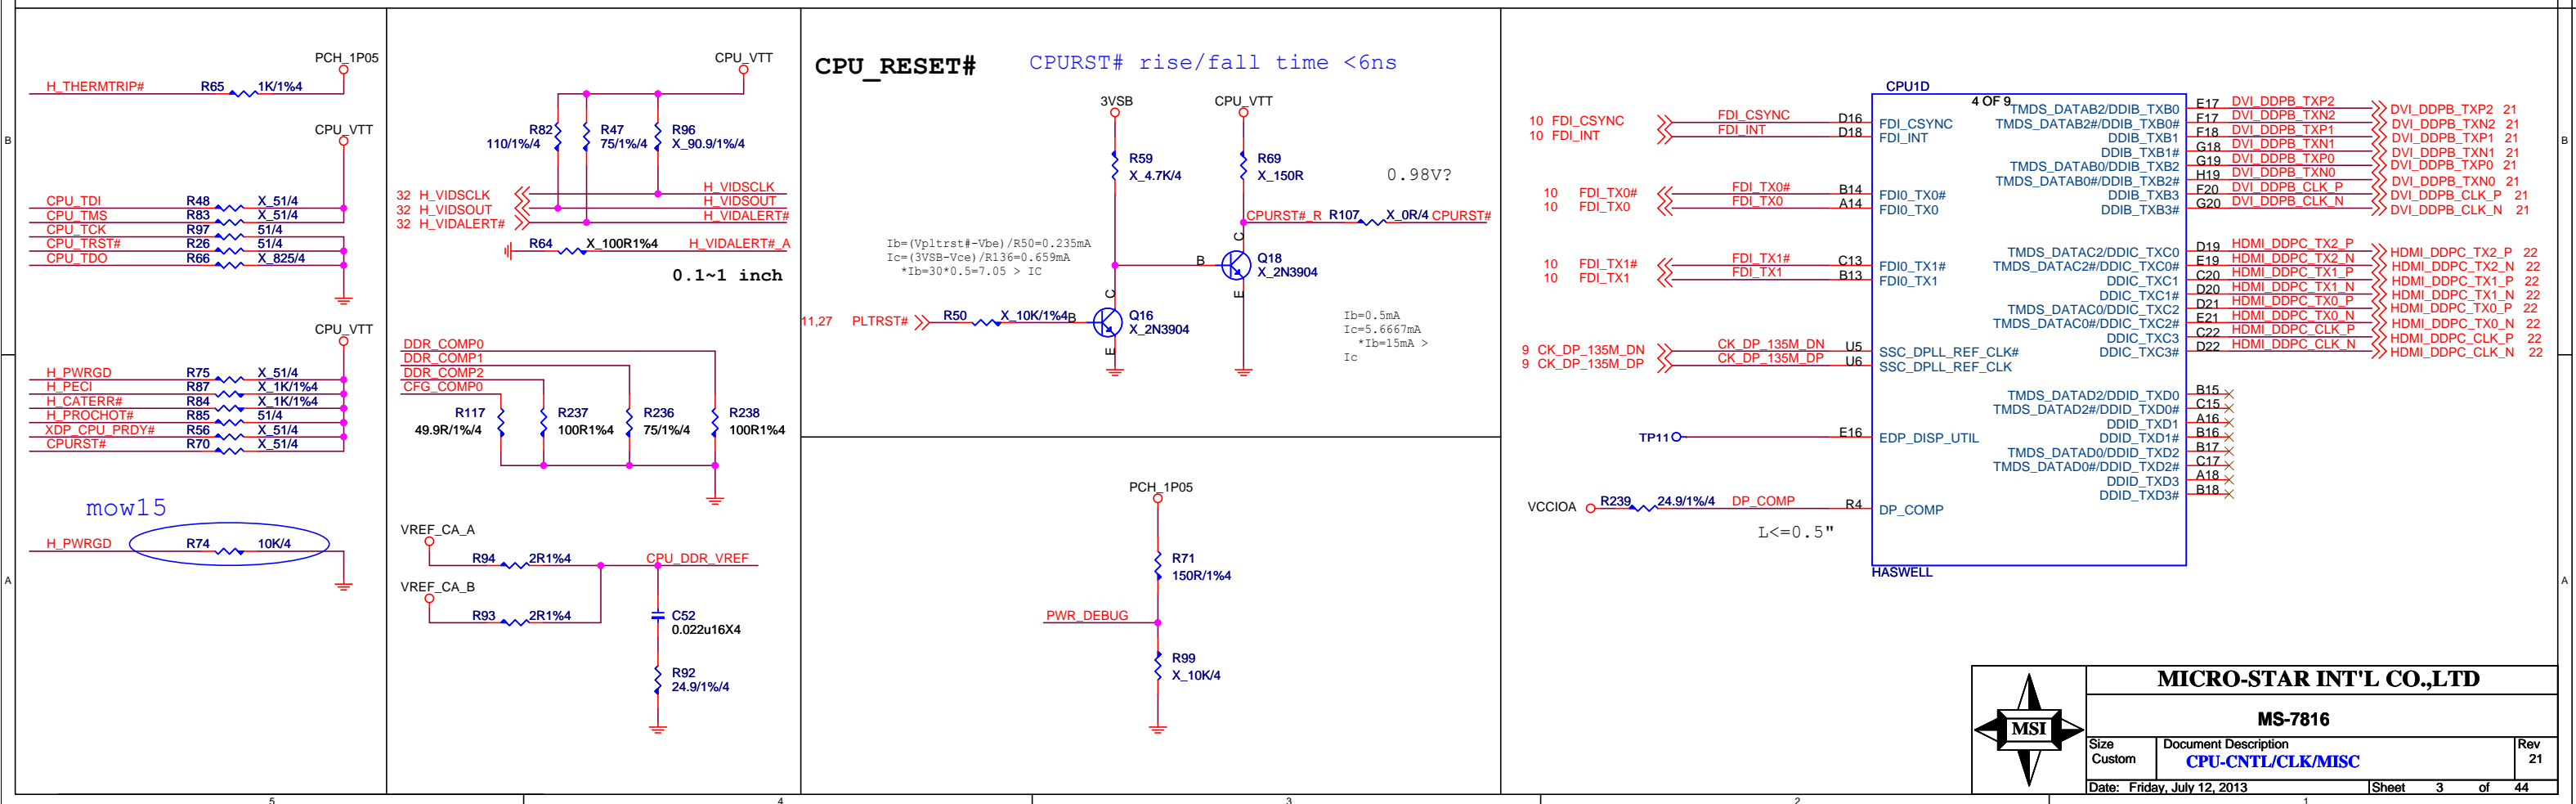 B
A
PCH_1P05
H_THERMTRIP#
R65
1K/1%4
CPU_VTT
CPU_TDI
R48
X_51/4
CPU_TMS
R83
X_51/4
CPU_TCK
R97
51/4
CPU_TRST#
R26
51/4
CPU_TDO
R66
X_825/4
CPU_VTT
H_PWRGD
R75
X_51/4
H_PECI
R87
X_1K/1%4
H_CATERR#
R84
X_1K/1%4
H_PROCHOT#
R85
51/4
XDP_CPU_PRDY#
R56
X_51/4
CPURST#
R70
X_51/4
mow15
H_PWRGD
R74
10K/4
CPU_VTT
R82
110/1%/4
R47
75/1%/4
R96
X_90.9/1%/4
32 H_VIDSCLK
H_VIDSCLK
32 H_VIDSOUT
H_VIDSOUT
32 H_VIDALERT#
H_VIDALERT#
R64
X_100R1%4
H_VIDALERT#_A
0.1~1 inch
DDR_COMP0
DDR_COMP1
DDR_COMP2
CFG_COMP0
R117
49.9R/1%/4
R237
100R1%4
R236
75/1%/4
R238
100R1%4
VREF_CA_A
R94
2R1%4
CPU_DDR_VREF
VREF_CA_B
R93
2R1%4
C52
0.022u16X4
R92
24.9/1%/4
CPU_RESET#
CPURST# rise/fall time <6ns
3VSB
CPU_VTT
R59
X_4.7K/4
R69
X_150R
0.98V?
CPURST#_R
R107
X_0R/4
CPURST#
Ib=(Vpltrst#-Vbe)/R50=0.235mA
Ic=(3VSB-Vce)/R136=0.659mA
*Ib=30*0.5=7.05 > IC
C
B
E
Q18
X_2N3904
11,27
PLTRST#
R50
X_10K/1%4
B
C
E
Q16
X_2N3904
Ib=0.5mA
Ic=5.6667mA
*Ib=15mA >
Ic
PCH_1P05
R71
150R/1%4
PWR_DEBUG
R99
X_10K/4
CPU1D
4 OF 9
10 FDI_CSYNC
FDI_CSYNC
D16
FDI_CSYNC
10 FDI_INT
FDI_INT
D18
FDI_INT
10 FDI_TX0#
FDI_TX0#
B14
FDI0_TX0#
10 FDI_TX0
FDI_TX0
A14
FDI0_TX0
10 FDI_TX1#
FDI_TX1#
C13
FDI0_TX1#
10 FDI_TX1
FDI_TX1
B13
FDI0_TX1
9 CK_DP_135M_DN
CK_DP_135M_DN
U5
SSC_DPLL_REF_CLK#
9 CK_DP_135M_DP
CK_DP_135M_DP
U6
SSC_DPLL_REF_CLK
TP11
E16
EDP_DISP_UTIL
VCCIOA
R239
24.9/1%/4
DP_COMP
R4
DP_COMP
L<=0.5"
HASWELL
TMDS_DATAB2/DDIB_TXB0 E17 DVI_DDPB_TXP2 DVI_DDPB_TXP2 21
TMDS_DATAB2#/DDIB_TXB0# F17 DVI_DDPB_TXN2 DVI_DDPB_TXN2 21
DDIB_TXB1 F18 DVI_DDPB_TXP1 DVI_DDPB_TXP1 21
DDIB_TXB1# G18 DVI_DDPB_TXN1 DVI_DDPB_TXN1 21
TMDS_DATAB0/DDIB_TXB2 G19 DVI_DDPB_TXP0 DVI_DDPB_TXP0 21
TMDS_DATAB0#/DDIB_TXB2# H19 DVI_DDPB_TXN0 DVI_DDPB_TXN0 21
DDIB_TXB3 F20 DVI_DDPB_CLK_P DVI_DDPB_CLK_P 21
DDIB_TXB3# G20 DVI_DDPB_CLK_N DVI_DDPB_CLK_N 21
TMDS_DATAC2/DDIC_TXC0 D19 HDMI_DDPC_TX2_P HDMI_DDPC_TX2_P 22
TMDS_DATAC2#/DDIC_TXC0# E19 HDMI_DDPC_TX2_N HDMI_DDPC_TX2_N 22
DDIC_TXC1 C20 HDMI_DDPC_TX1_P HDMI_DDPC_TX1_P 22
DDIC_TXC1# D20 HDMI_DDPC_TX1_N HDMI_DDPC_TX1_N 22
TMDS_DATAC0/DDIC_TXC2 D21 HDMI_DDPC_TX0_P HDMI_DDPC_TX0_P 22
TMDS_DATAC0#/DDIC_TXC2# E21 HDMI_DDPC_TX0_N HDMI_DDPC_TX0_N 22
DDIC_TXC3 C22 HDMI_DDPC_CLK_P HDMI_DDPC_CLK_P 22
DDIC_TXC3# D22 HDMI_DDPC_CLK_N HDMI_DDPC_CLK_N 22
TMDS_DATAD2/DDID_TXD0 B15
TMDS_DATAD2#/DDID_TXD0# C15
DDID_TXD1 A16
DDID_TXD1# B16
TMDS_DATAD0/DDID_TXD2 B17
TMDS_DATAD0#/DDID_TXD2# C17
DDID_TXD3 A18
DDID_TXD3# B18
B
A
MSI
MICRO-STAR INT'L CO.,LTD
MS-7816
Size
Custom
Document Description
CPU-CNTL/CLK/MISC
Rev
21
Date: Friday, July 12, 2013
Sheet 3 of 44
5
4
3
2
1